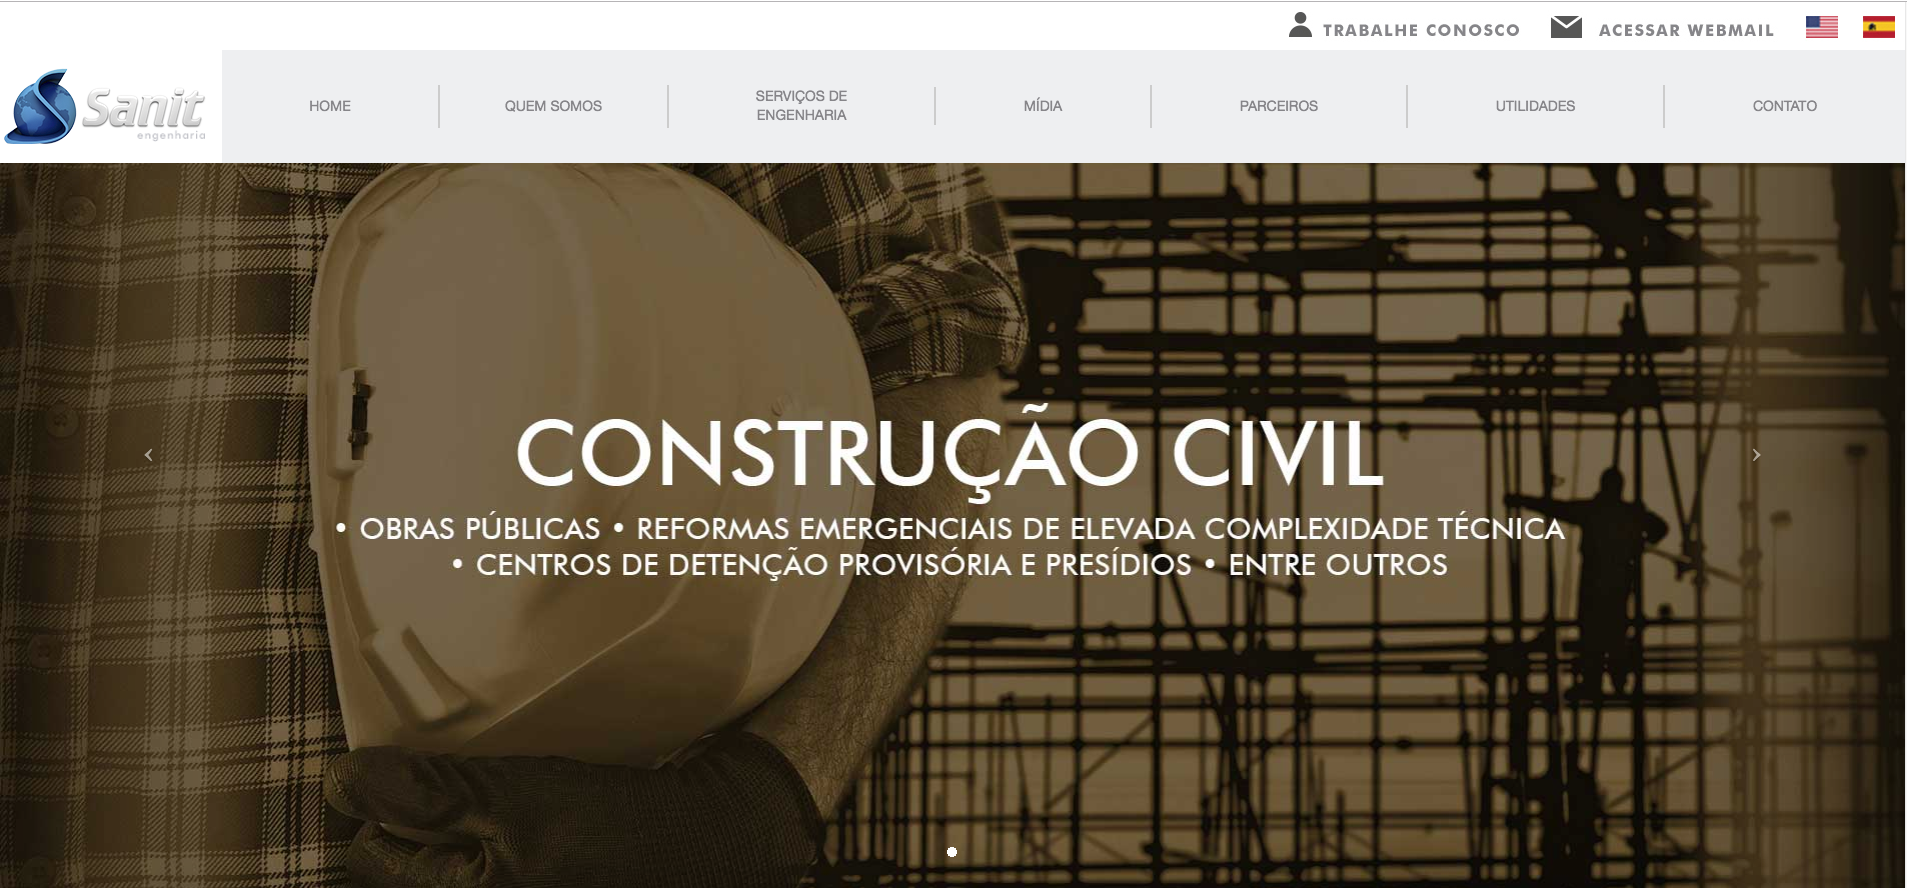 TRABALHE CONOSCO
ACESSAR WEBMAIL
Sanit
engenharia
HOME
QUEM SOMOS
SERVIÇOS DE
ENGENHARIA
MÍDIA
PARCEIROS
UTILIDADES
CONTATO
CONSTRUÇÃO CIVIL
• OBRAS PÚBLICAS • REFORMAS EMERGENCIAIS DE ELEVADA COMPLEXIDADE TÉCNICA
• CENTROS DE DETENÇÃO PROVISÓRIA E PRESÍDIOS • ENTRE OUTROS